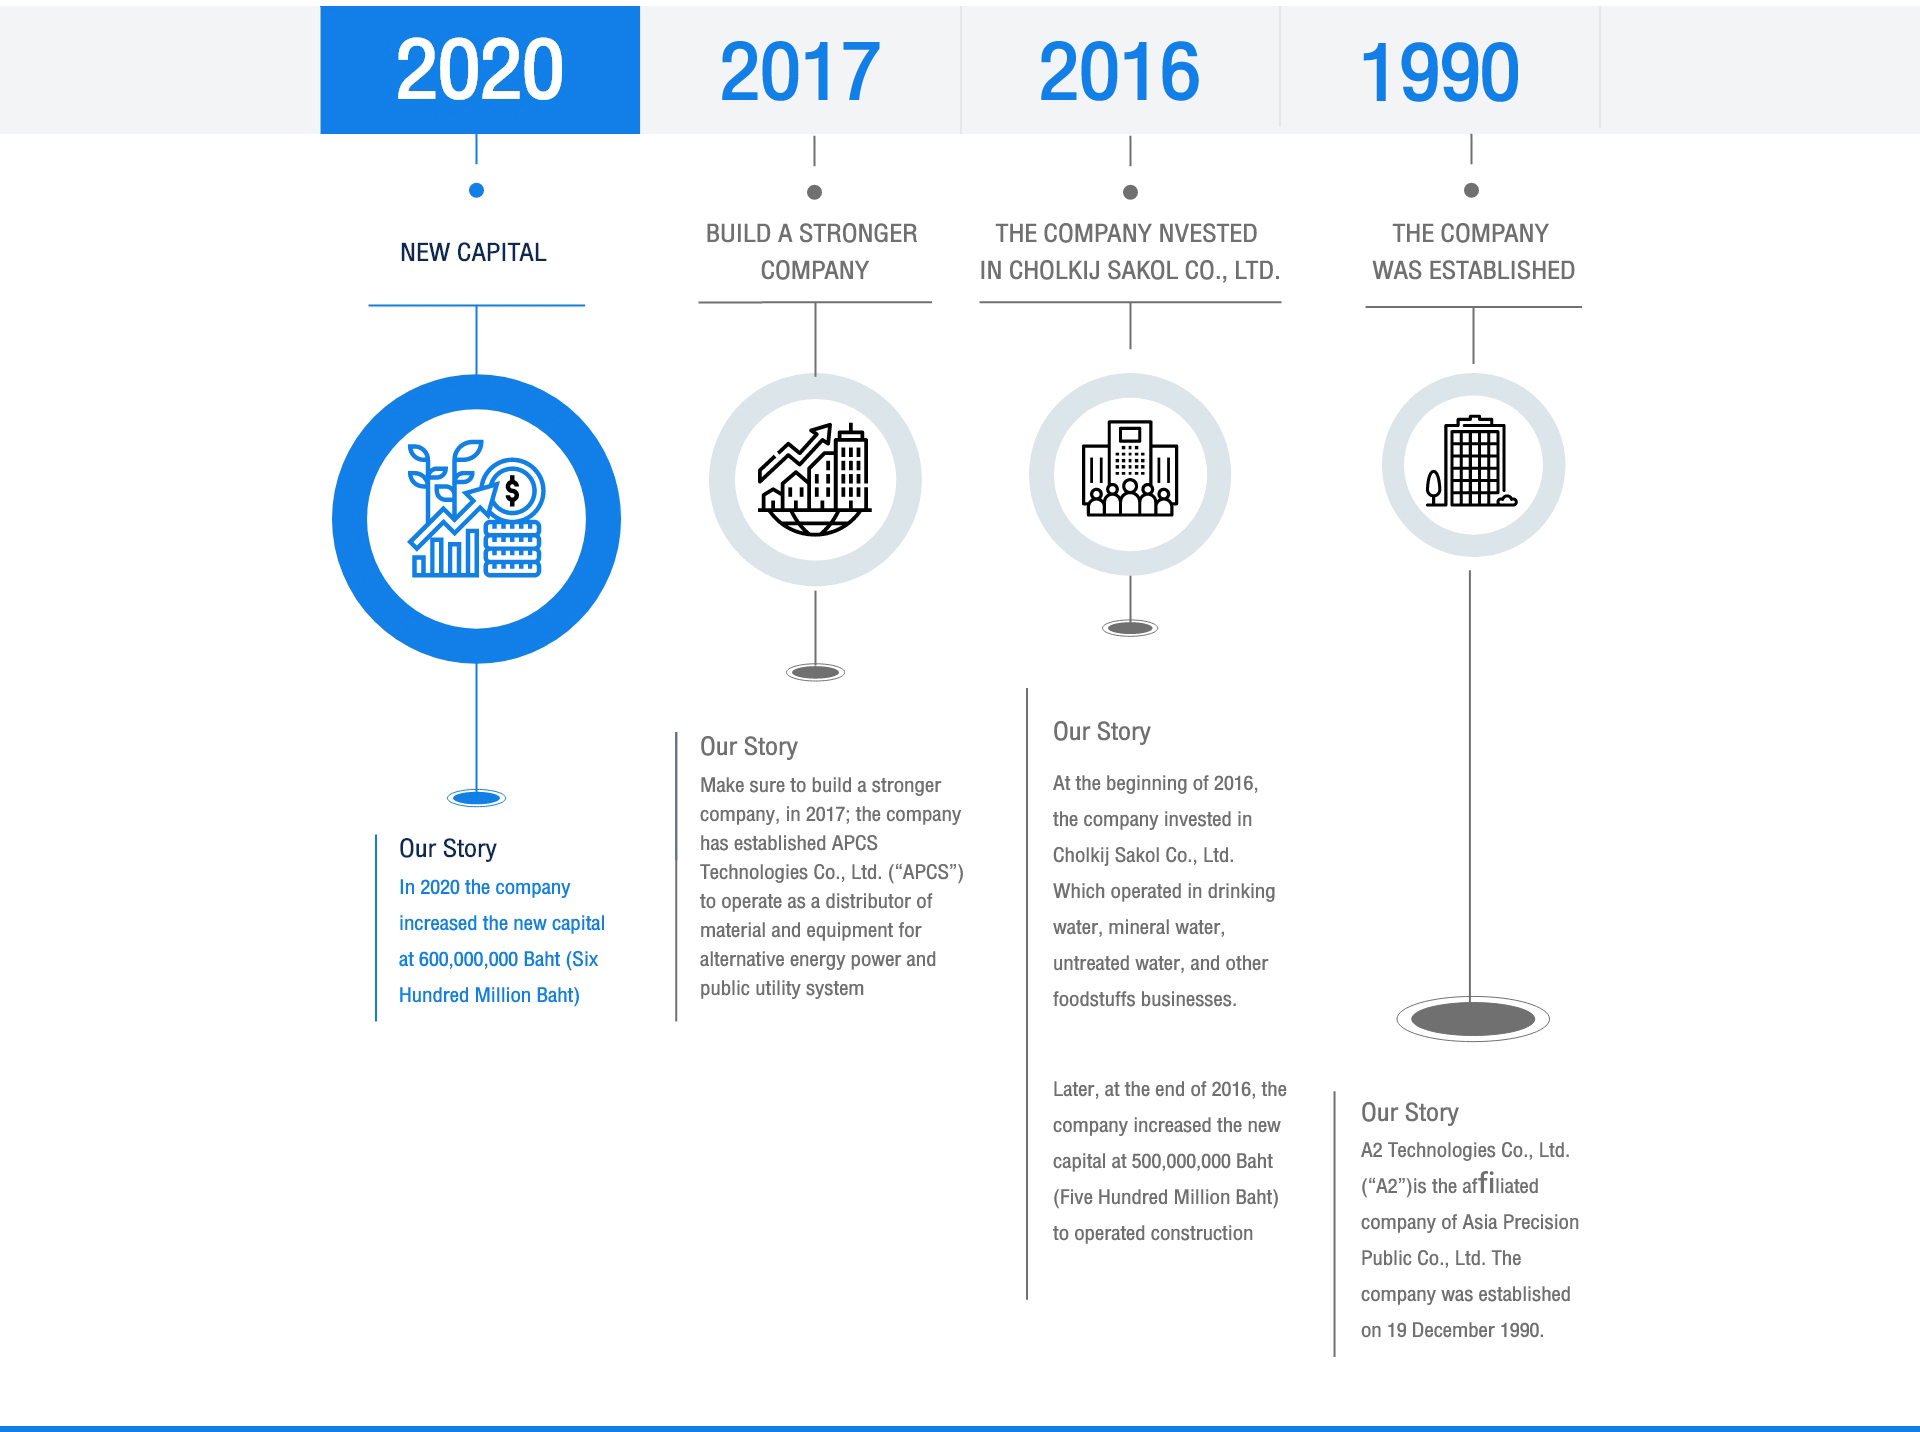 2020
2017
2016
1990
NEW CAPITAL
BUILD A STRONGER
COMPANY
THE COMPANY NVESTED
IN CHOLKIJ SAKOL CO., LTD.
THE COMPANY
WAS ESTABLISHED
$
Our Story
In 2020 the company
increased the new capital
at 600,000,000 Baht (Six
Hundred Million Baht)
Our Story
Make sure to build a stronger
company, in 2017; the company
has established APCS
Technologies Co., Ltd. (“APCS”)
to operate as a distributor of
material and equipment for
alternative energy power and
public utility system
Our Story
At the beginning of 2016,
the company invested in
Cholkij Sakol Co., Ltd.
Which operated in drinking
water, mineral water,
untreated water, and other
foodstuffs businesses.
Later, at the end of 2016, the
company increased the new
capital at 500,000,000 Baht
(Five Hundred Million Baht)
to operated construction
Our Story
A2 Technologies Co., Ltd.
(“A2”)is the affiliated
company of Asia Precision
Public Co., Ltd. The
company was established
on 19 December 1990.